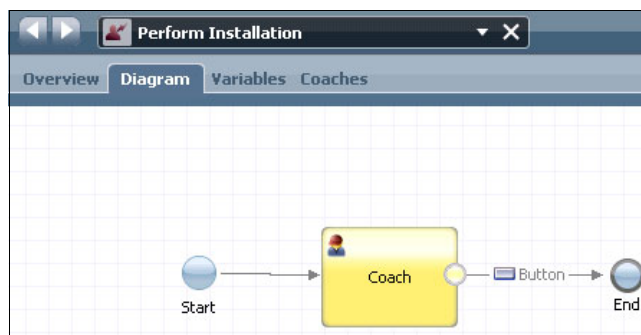 Perform Installation
Overview Diagram Variables Coaches
Coach
Button
Start
End